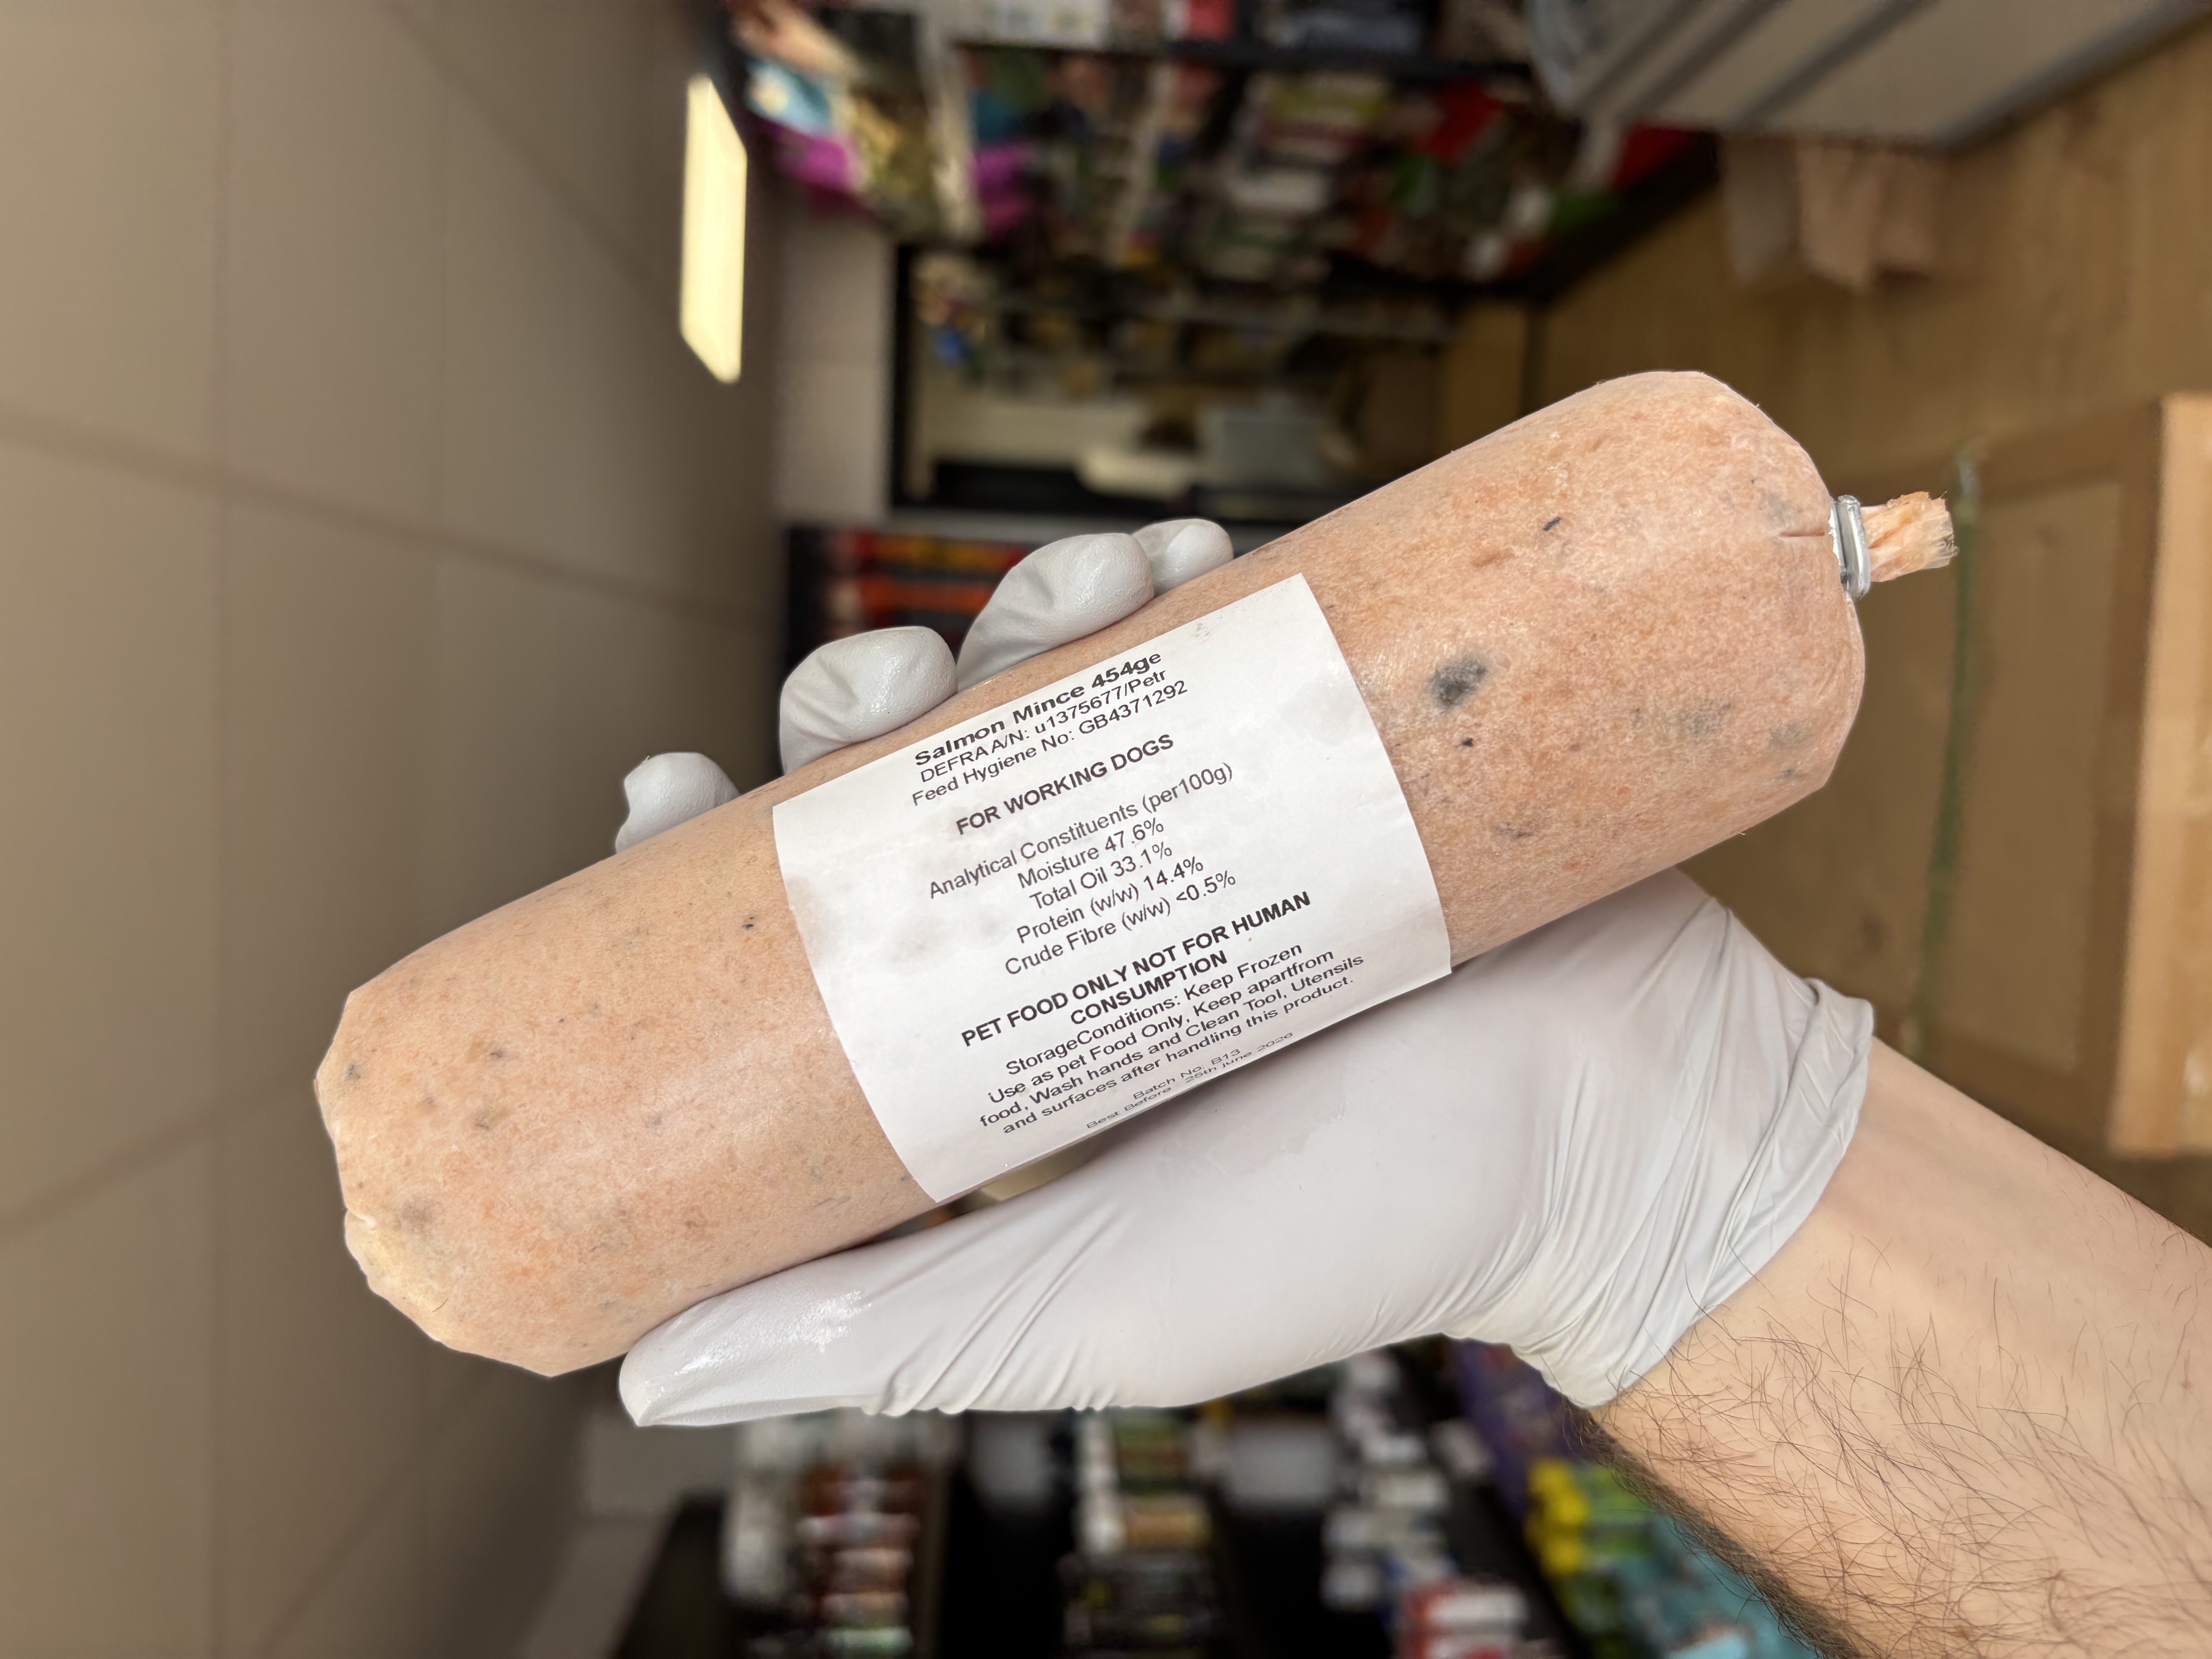 Salmon Mince 454ge
DEFRA A/N: u1375677/Petr
Feed Hygiene No: GB4371292
FOR WORKING DOGS
Analytical Constituents (per100g)
Moisture 47.6%
Total Oil 33.1%
Protein (w/w) 14.4%
Crude Fibre (w/w) <0.5%
PET FOOD ONLY NOT FOR HUMAN
CONSUMPTION
StorageConditions: Keep Frozen
Use as pet Food Only, Keep apartfrom
food, Wash hands and Clean Tool, Utensils
and surfaces after handling this product.
Batch No. B13
Best Before 25th June 2026